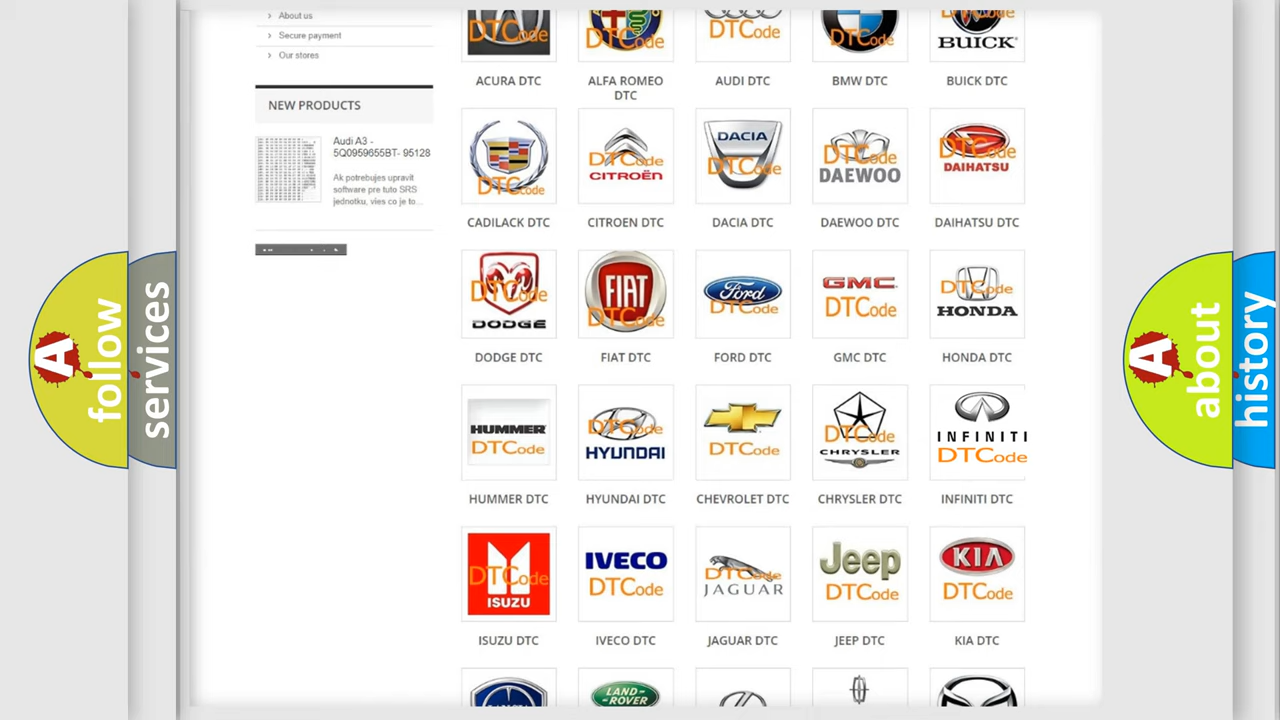 About us
Secure payment
Our stores
NEW PRODUCTS
Audi A3 -
5Q0959655BT- 95128
Ak potrebujes upravit
software pre tuto SRS
jednotku, vies co je to...
DTCode
DTCode
DTCode
DTCode
BUICK
ACURA DTC
ALFA ROMEO
DTC
AUDI DTC
BMW DTC
BUICK DTC
DTCode
DTCode
CITROËN
DACIA
DTCode
DTCode
DAEWOO
DTCode
DAIHATSU
CADILACK DTC
CITROEN DTC
DACIA DTC
DAEWOO DTC
DAIHATSU DTC
DTCode
DODGE
FIAT
DTCode
Ford
DTCode
GMC
DTCode
DTCode
HONDA
DODGE DTC
FIAT DTC
FORD DTC
GMC DTC
HONDA DTC
HUMMER
DTCode
DTCode
HYUNDAI
DTCode
DTCode
CHRYSLER
INFINITI
DTCode
HUMMER DTC
HYUNDAI DTC
CHEVROLET DTC
CHRYSLER DTC
INFINITI DTC
DTCode
ISUZU
IVECO
DTCode
DTCode
JAGUAR
Jeep
DTCode
KIA
DTCode
ISUZU DTC
IVECO DTC
JAGUAR DTC
JEEP DTC
KIA DTC
LAND-
ROVER
A
follow
services
A
about
history